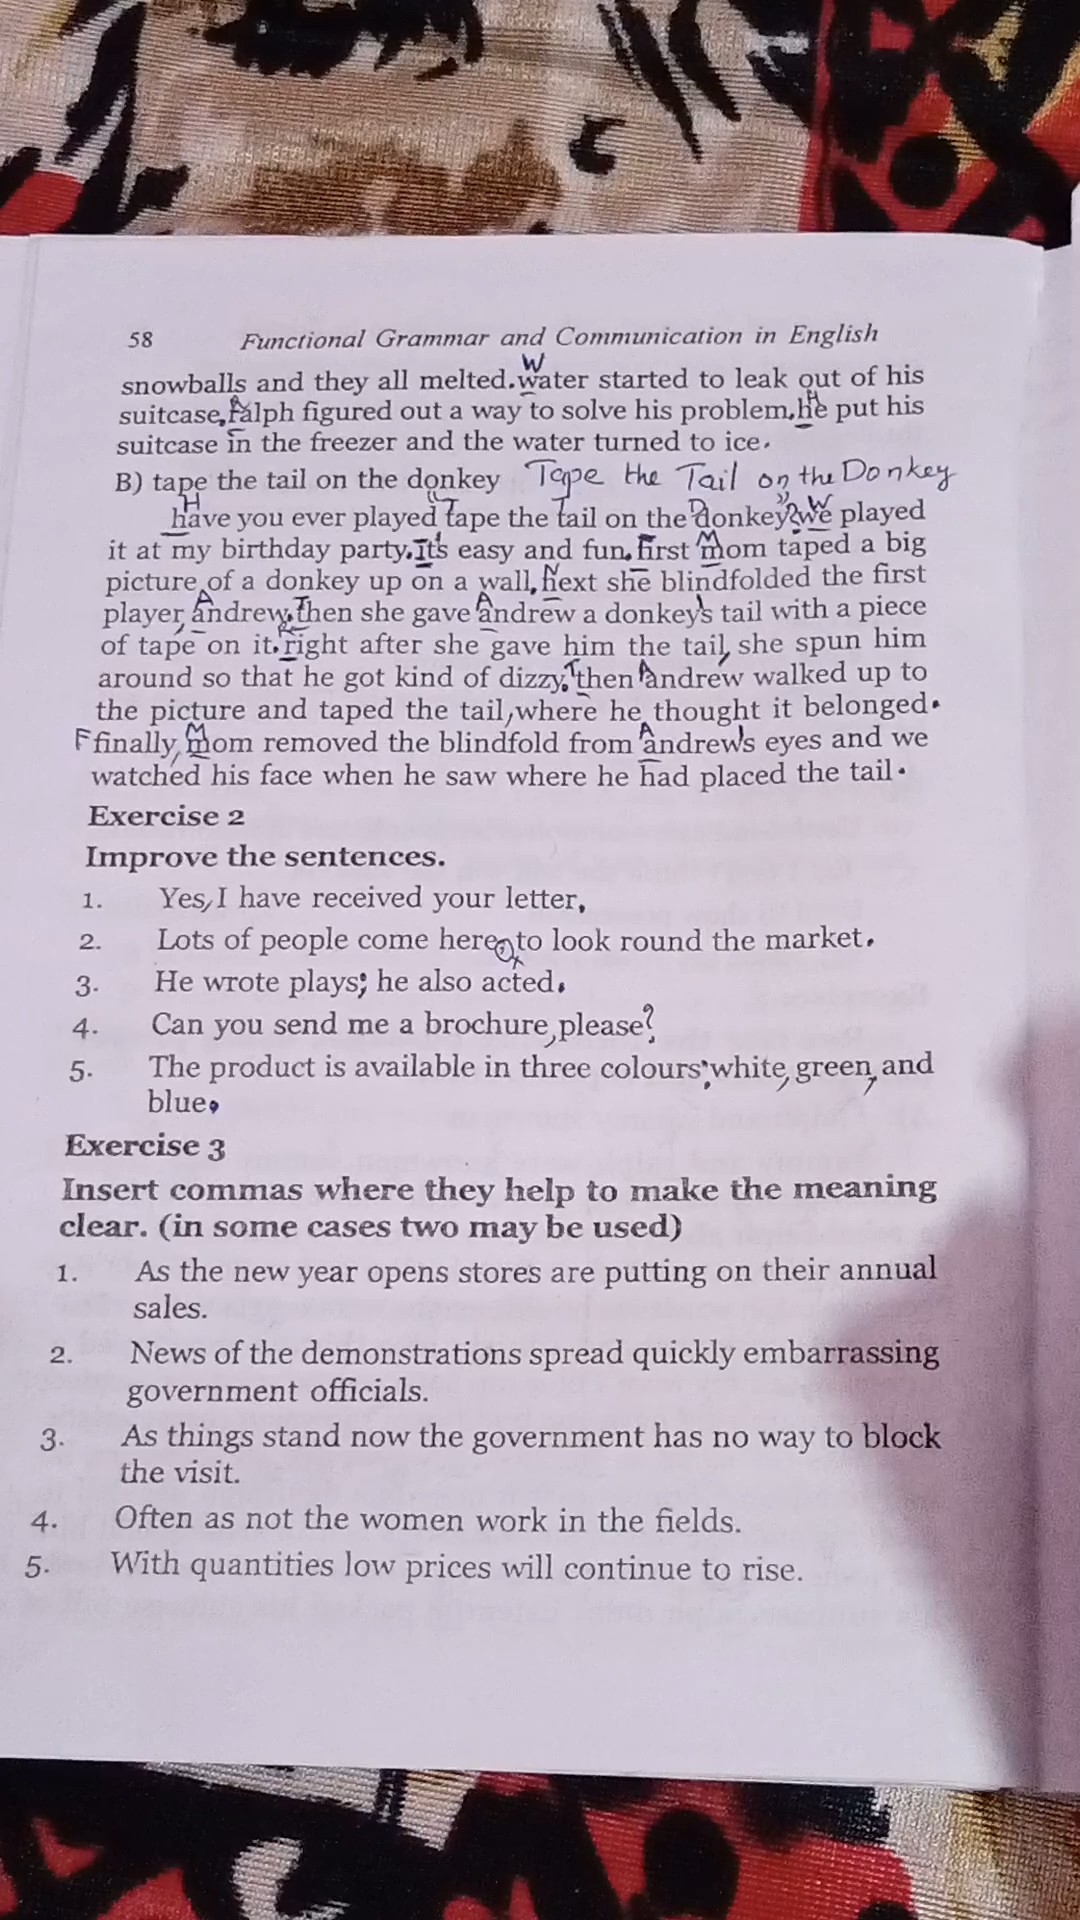 58 Functional Grammar and Communication in English
snowballs and they all melted. Water started to leak out of his
suitcase, Ralph figured out a way to solve his problem. He put his
suitcase in the freezer and the water turned to ice.
B) tape the tail on the donkey Tape the Tail on the Donkey
Have you ever played "Tape the Tail on the Donkey"? We played
it at my birthday party. It's easy and fun. First Mom taped a big
picture of a donkey up on a wall, Next she blindfolded the first
player, Andrew. Then she gave Andrew a donkey's tail with a piece
of tape on it. Right after she gave him the tail, she spun him
around so that he got kind of dizzy. Then Andrew walked up to
the picture and taped the tail, where he thought it belonged.
Finally, Mom removed the blindfold from Andrew's eyes and we
watched his face when he saw where he had placed the tail.
Exercise 2
Improve the sentences.
1. Yes, I have received your letter.
2. Lots of people come here to look round the market.
3. He wrote plays; he also acted.
4. Can you send me a brochure, please?
5. The product is available in three colours: white, green, and
blue.
Exercise 3
Insert commas where they help to make the meaning
clear. (in some cases two may be used)
1. As the new year opens stores are putting on their annual
sales.
2. News of the demonstrations spread quickly embarrassing
government officials.
3. As things stand now the government has no way to block
the visit.
4. Often as not the women work in the fields.
5. With quantities low prices will continue to rise.